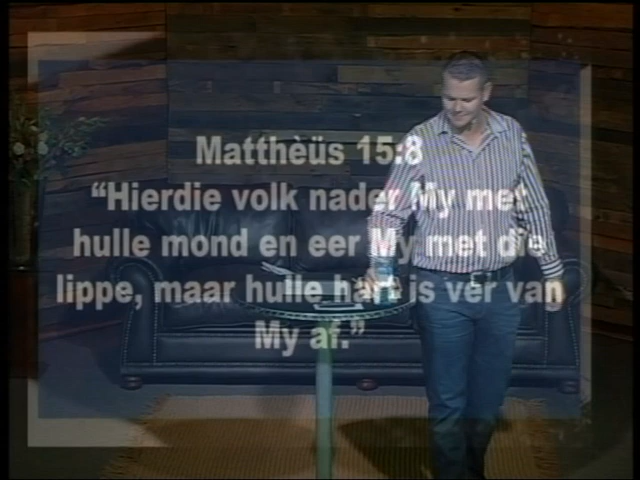 Matthèüs 15:8
“Hierdie volk nader My met
hulle mond en eer My met die
lippe, maar hulle hart is ver van
My af.”